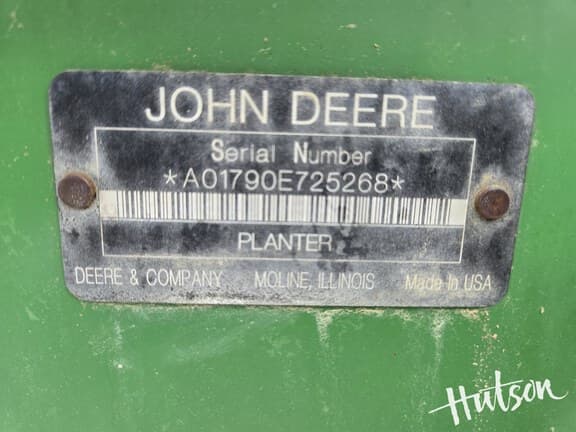 JOHN DEERE
Serial Number
*A01790E725268*
PLANTER
DEERE & COMPANY MOLINE, ILLINOIS Made In USA
Hutson